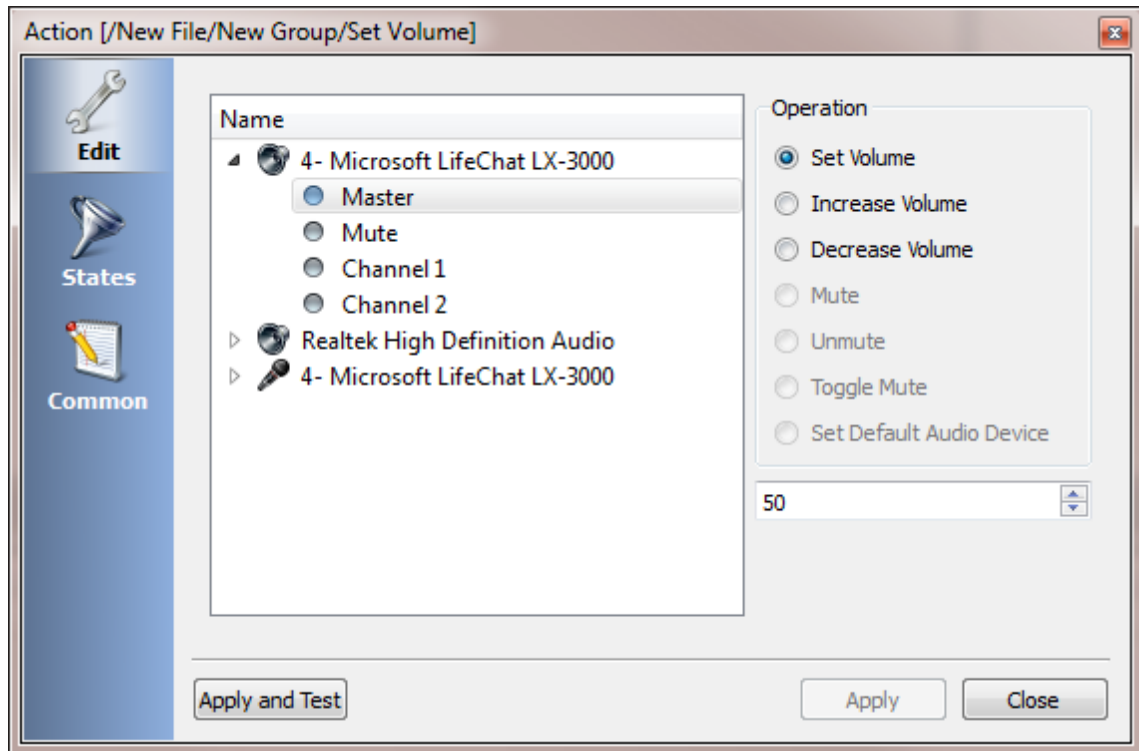 Action [/New File/New Group/Set Volume]
Edit
States
Common
Name
4- Microsoft LifeChat LX-3000
Master
Mute
Channel 1
Channel 2
Realtek High Definition Audio
4- Microsoft LifeChat LX-3000
Operation
Set Volume
Increase Volume
Decrease Volume
Mute
Unmute
Toggle Mute
Set Default Audio Device
50
Apply and Test
Apply
Close